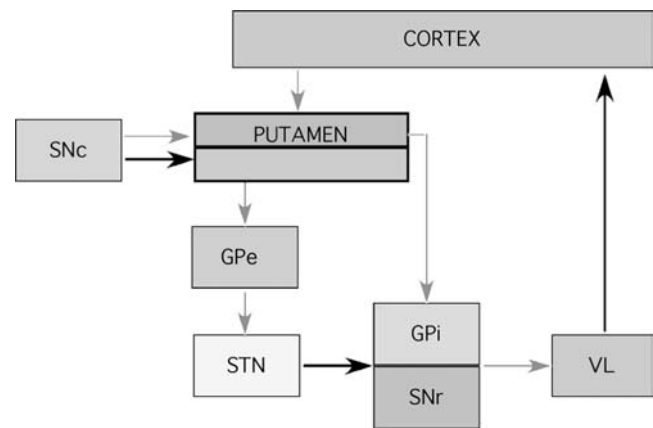 CORTEX
PUTAMEN
SNc
GPe
GPi
STN
VL
SNr